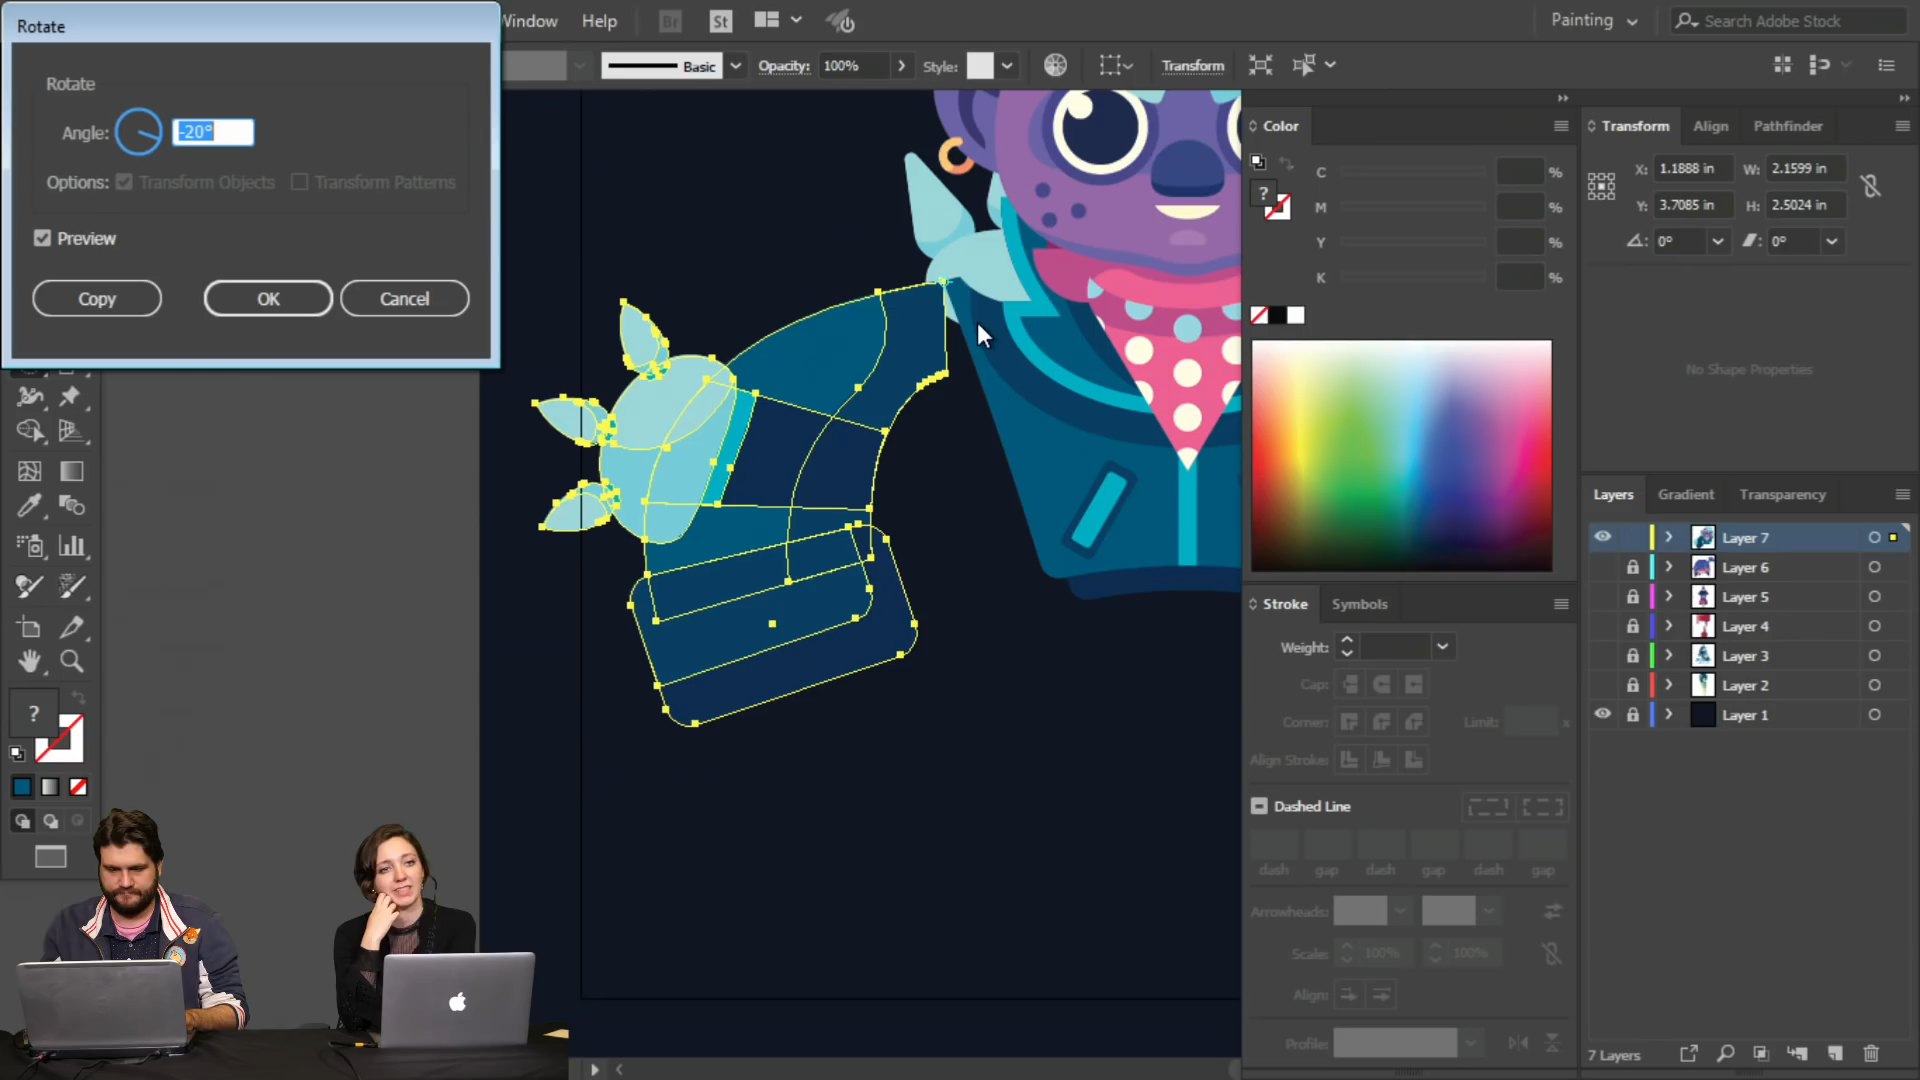 Rotate
Window
Help
Br
St
Painting
Search Adobe Stock
Rotate
Angle:
-20°
Options:
Transform Objects
Transform Patterns
Preview
Copy
OK
Cancel
Basic
Opacity:
100%
Style:
Transform
Color
C
%
M
%
Y
%
K
%
?
Transform
Align
Pathfinder
X:
1.1888 in
W:
2.1599 in
Y:
3.7085 in
H:
2.5024 in
0°
0°
No Shape Properties
Layers
Gradient
Transparency
Layer 7
Layer 6
Layer 5
Layer 4
Layer 3
Layer 2
Layer 1
7 Layers
Stroke
Symbols
Weight:
Cap:
Corner:
Limit:
x
Align Stroke:
Dashed Line
dash
gap
dash
gap
dash
gap
Arrowheads:
Scale:
100%
100%
Align:
Profile:
?